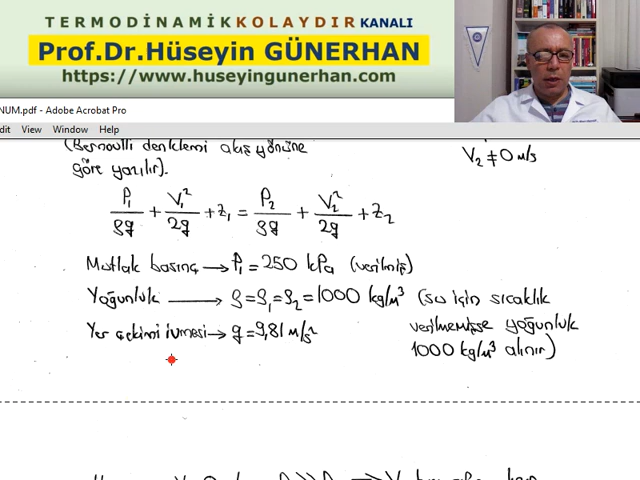 TERMODİNAMİKKOLAYDIR KANALI
Prof.Dr.Hüseyin GÜNERHAN
https://www.huseyingunerhan.com
NUM.pdf - Adobe Acrobat Pro
dit View Window Help
(Bernoulli denklemi akış yönüne
göre yazılır).
V₂ ≠ 0 m/s
P₁/ρg + V₁²/2g + z₁ = P₂/ρg + V₂²/2g + z₂
Mutlak basınç → P₁ = 250 kPa (verilmiş)
Yoğunluk → ρ = ρ₁ = ρ₂ = 1000 kg/m³ (su için sıcaklık
verilmemişse yoğunluk
Yer çekimi ivmesi → g = 9,81 m/s²
1000 kg/m³ alınır)